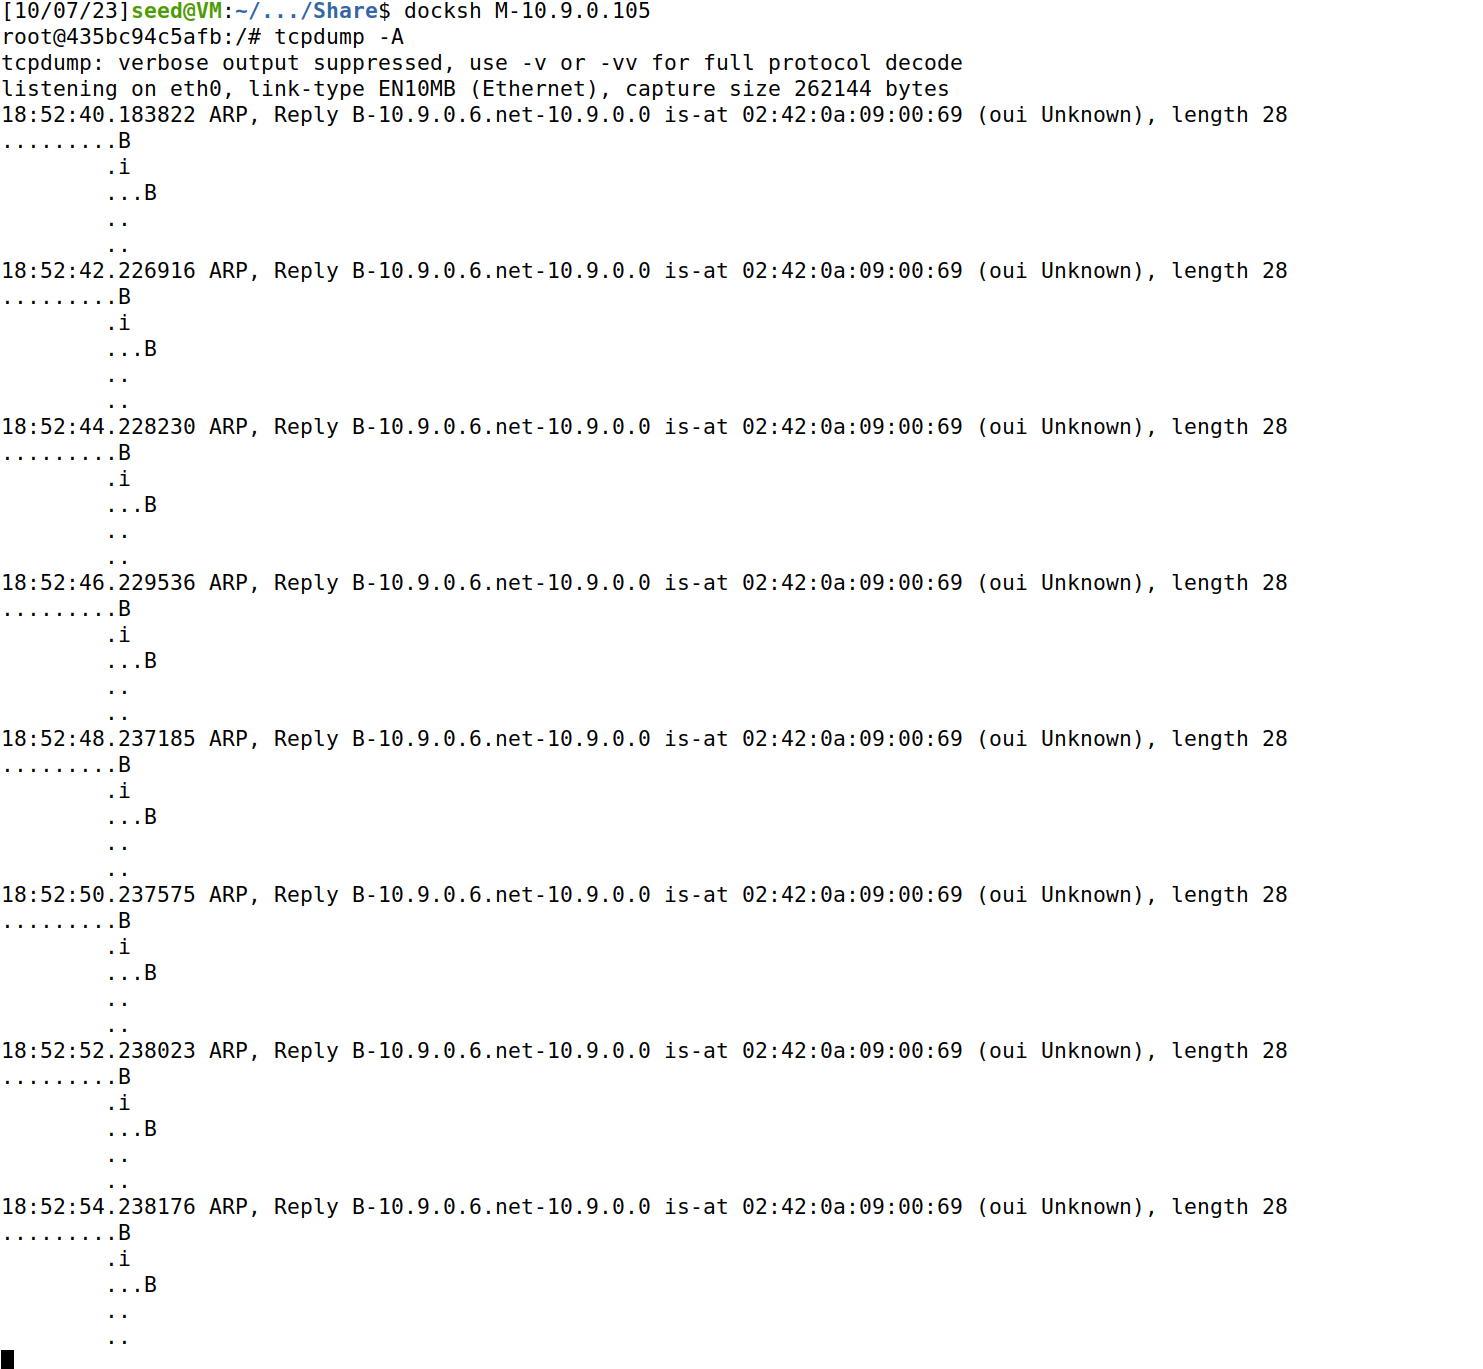 [10/07/23]seed@VM:~/.../Share$ docksh M-10.9.0.105
root@435bc94c5afb:/# tcpdump -A
tcpdump: verbose output suppressed, use -v or -vv for full protocol decode
listening on eth0, link-type EN10MB (Ethernet), capture size 262144 bytes
18:52:40.183822 ARP, Reply B-10.9.0.6.net-10.9.0.0 is-at 02:42:0a:09:00:69 (oui Unknown), length 28
.........B
        .i
        ...B
        ..
        ..
18:52:42.226916 ARP, Reply B-10.9.0.6.net-10.9.0.0 is-at 02:42:0a:09:00:69 (oui Unknown), length 28
.........B
        .i
        ...B
        ..
        ..
18:52:44.228230 ARP, Reply B-10.9.0.6.net-10.9.0.0 is-at 02:42:0a:09:00:69 (oui Unknown), length 28
.........B
        .i
        ...B
        ..
        ..
18:52:46.229536 ARP, Reply B-10.9.0.6.net-10.9.0.0 is-at 02:42:0a:09:00:69 (oui Unknown), length 28
.........B
        .i
        ...B
        ..
        ..
18:52:48.237185 ARP, Reply B-10.9.0.6.net-10.9.0.0 is-at 02:42:0a:09:00:69 (oui Unknown), length 28
.........B
        .i
        ...B
        ..
        ..
18:52:50.237575 ARP, Reply B-10.9.0.6.net-10.9.0.0 is-at 02:42:0a:09:00:69 (oui Unknown), length 28
.........B
        .i
        ...B
        ..
        ..
18:52:52.238023 ARP, Reply B-10.9.0.6.net-10.9.0.0 is-at 02:42:0a:09:00:69 (oui Unknown), length 28
.........B
        .i
        ...B
        ..
        ..
18:52:54.238176 ARP, Reply B-10.9.0.6.net-10.9.0.0 is-at 02:42:0a:09:00:69 (oui Unknown), length 28
.........B
        .i
        ...B
        ..
        ..